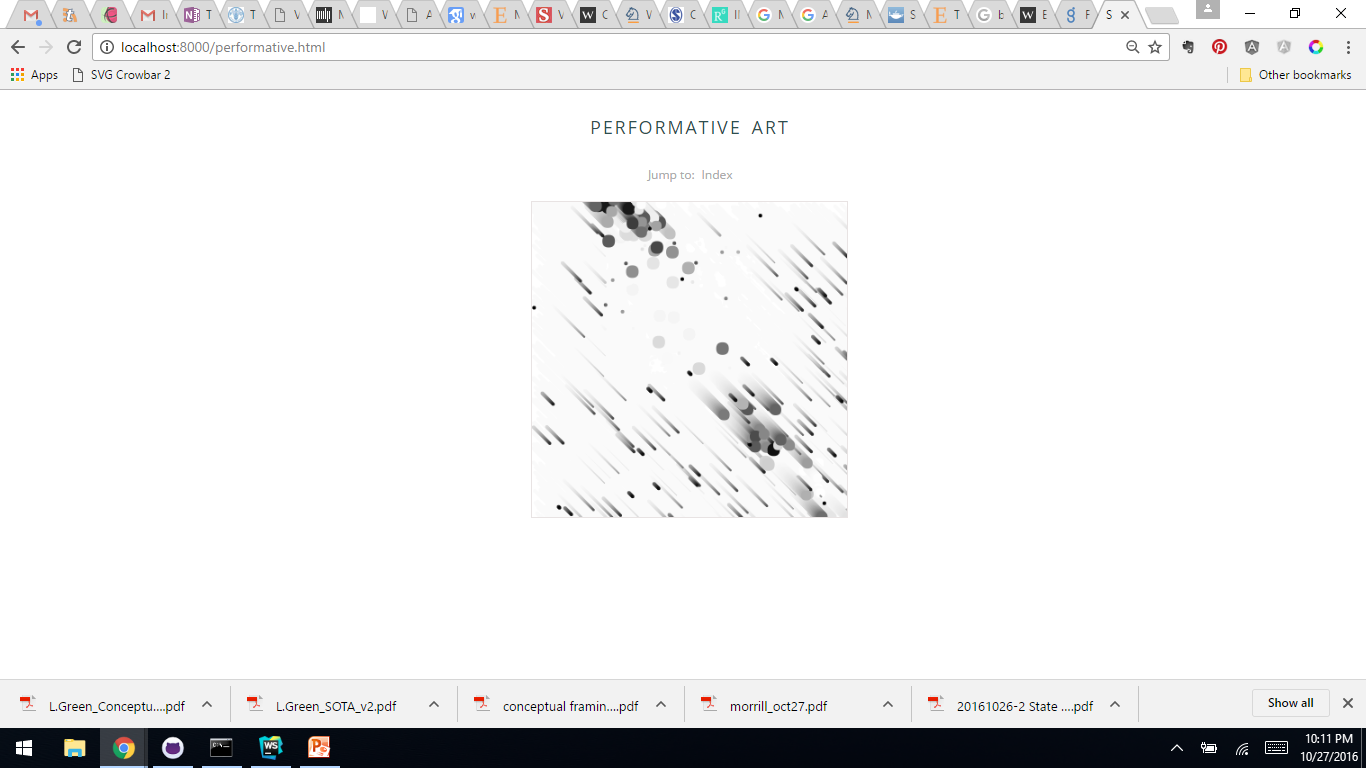 localhost:8000/performative.html
Apps
SVG Crowbar 2
Other bookmarks
PERFORMATIVE ART
Jump to: Index
L.Green_Conceptu....pdf
L.Green_SOTA_v2.pdf
conceptual framin....pdf
morrill_oct27.pdf
20161026-2 State ....pdf
Show all
10:11 PM
10/27/2016